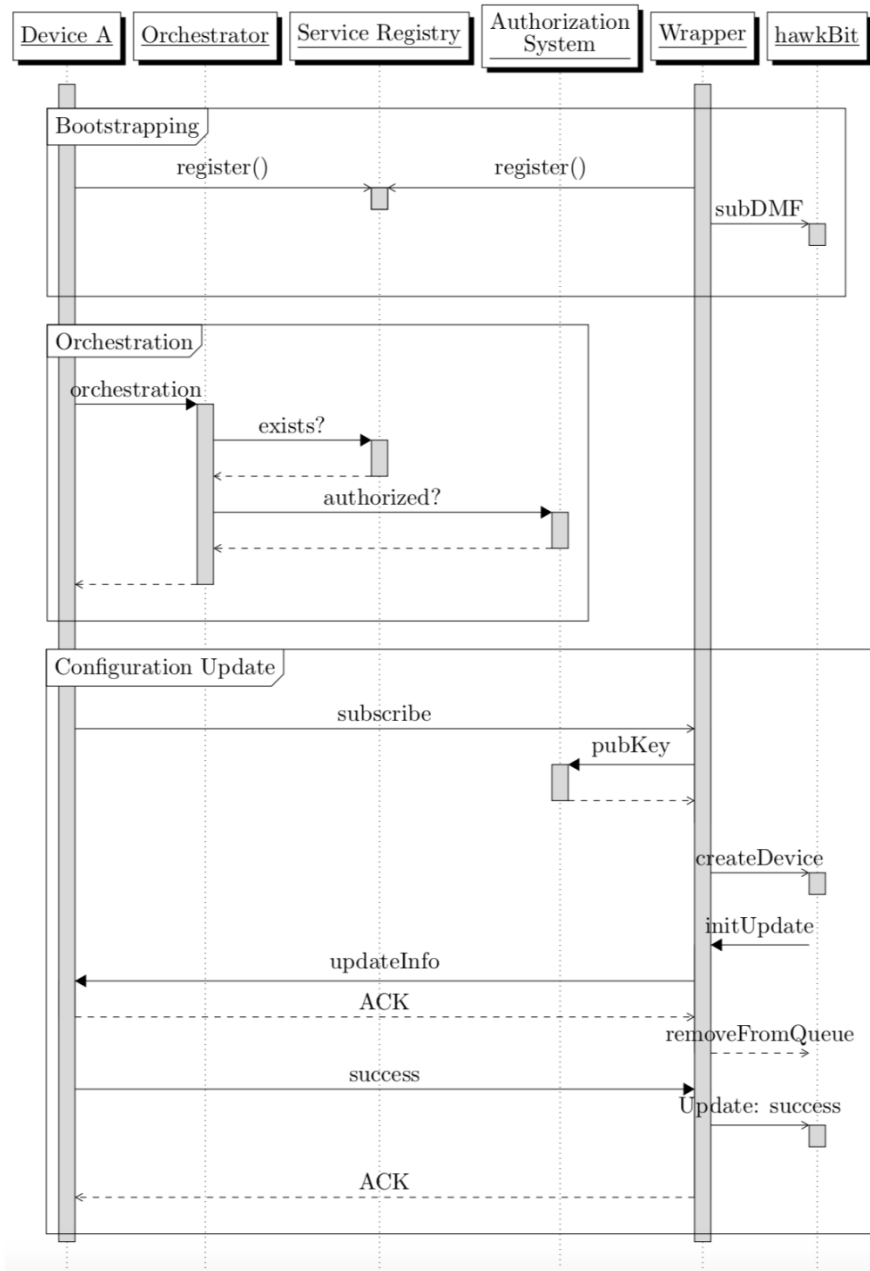 Device A
Orchestrator
Service Registry
Authorization
System
Wrapper
hawkBit
Bootstrapping
register()
register()
subDMF
Orchestration
orchestration
exists?
authorized?
Configuration Update
subscribe
pubKey
createDevice
initUpdate
updateInfo
ACK
removeFromQueue
success
Update: success
ACK